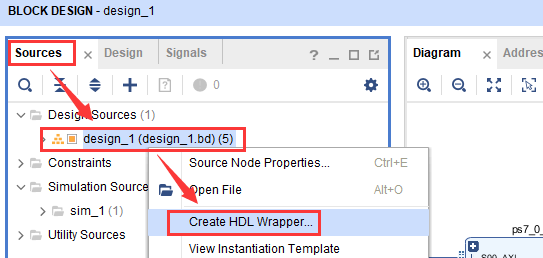 BLOCK DESIGN - design_1
Sources
Design
Signals
Diagram
Addres
0
Design Sources (1)
design_1 (design_1.bd) (5)
Constraints
Simulation Source
sim_1 (1)
Utility Sources
Source Node Properties... Ctrl+E
Open File Alt+O
Create HDL Wrapper...
View Instantiation Template
ps7_0_
S00_AXI